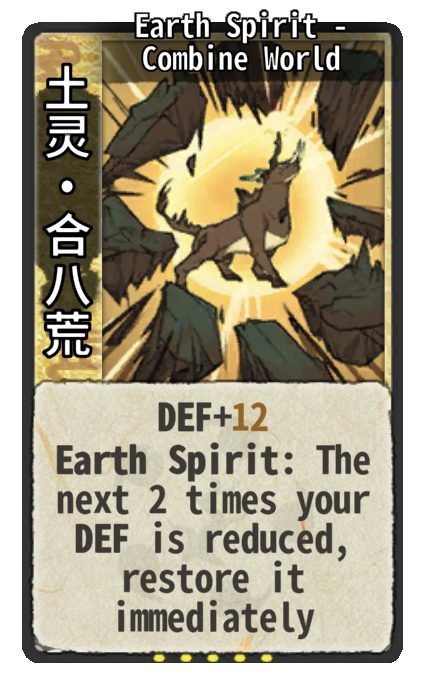 Earth Spirit -
Combine World
土灵·合八荒
DEF+12
Earth Spirit: The
next 2 times your
DEF is reduced,
restore it
immediately